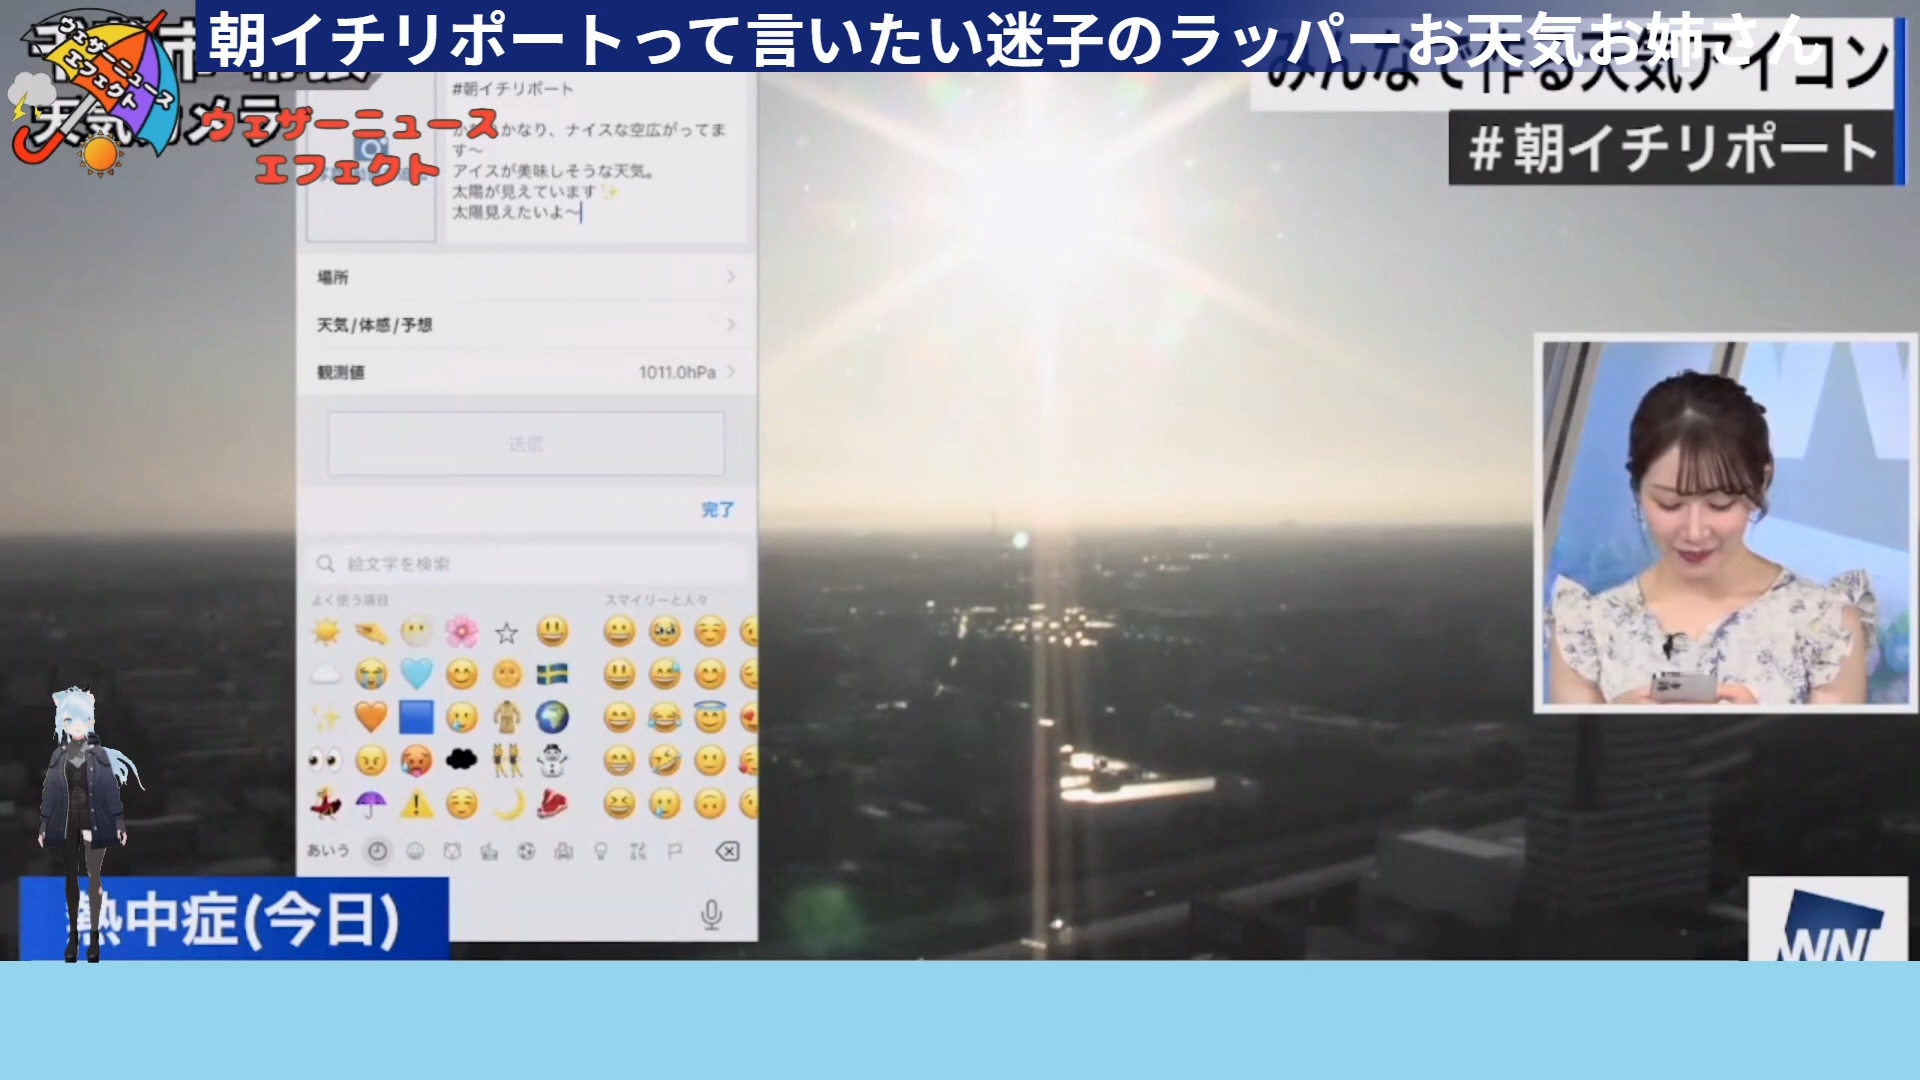 朝イチリポートって言いたい迷子のラッパーお天気お姉さん
ウェザーニュース
エフェクト
天気カメラ
ウェザーニュース
エフェクト
みんなで作る天気アイコン
#朝イチリポート
#朝イチリポート
かなり、ナイスな空広がってま
す〜
アイスが美味しそうな天気。
太陽が見えています✨
太陽見えたいよ〜
場所
天気/体感/予想
観測値 1011.0hPa
送信
完了
絵文字を検索
よく使う項目 スマイリーと人々
あいう
熱中症(今日)
WNI